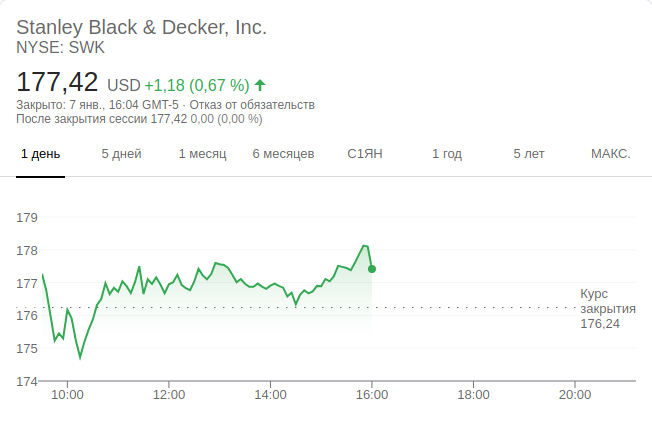 Stanley Black & Decker, Inc.
NYSE: SWK
177,42 USD +1,18 (0,67 %)
Закрыто: 7 янв., 16:04 GMT-5 · Отказ от обязательств
После закрытия сессии 177,42 0,00 (0,00 %)
1 день 5 дней 1 месяц 6 месяцев С1ЯН 1 год 5 лет МАКС.
179
178
177
176
175
174
Курс
закрытия
176,24
10:00 12:00 14:00 16:00 18:00 20:00